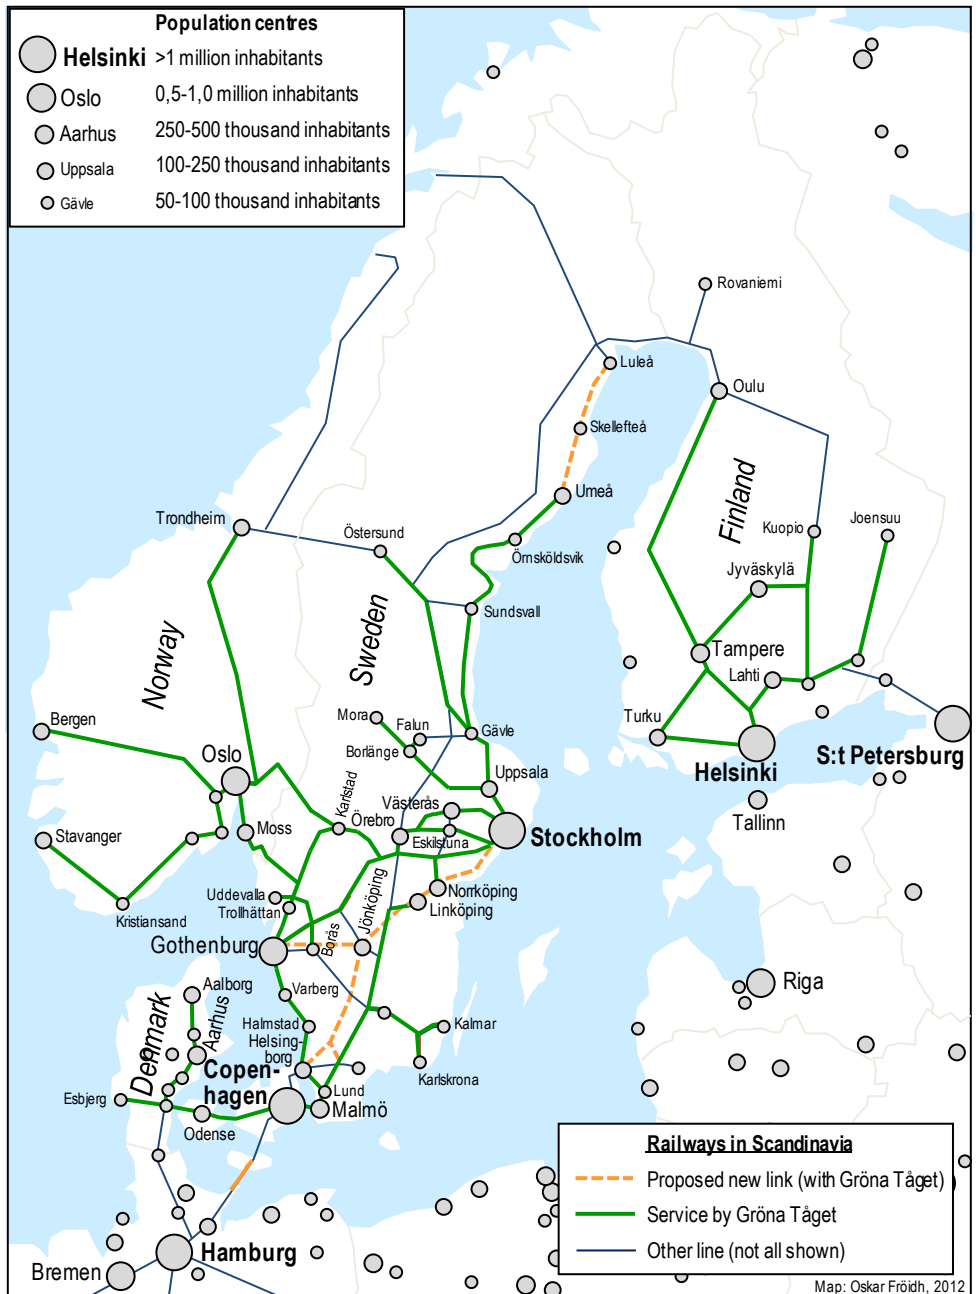 Population centres
Helsinki >1 million inhabitants
Oslo 0,5-1,0 million inhabitants
Aarhus 250-500 thousand inhabitants
Uppsala 100-250 thousand inhabitants
Gävle 50-100 thousand inhabitants
Rovaniemi
Luleå
Oulu
Skellefteå
Umeå
Finland
Trondheim
Östersund
Kuopio
Joensuu
Örnsköldsvik
Jyväskylä
Sundsvall
Norway
Sweden
Tampere
Lahti
Mora
Bergen
Falun
Gävle
Turku
Borlänge
Oslo
Helsinki
S:t Petersburg
Uppsala
Karlstad
Västerås
Örebro
Tallinn
Stavanger
Moss
Eskilstuna
Stockholm
Uddevalla
Norrköping
Trollhättan
Linköping
Jönköping
Kristiansand
Gothenburg
Borås
Aalborg
Riga
Varberg
Aarhus
Denmark
Halmstad
Kalmar
Helsing-
borg
Copen-
hagen
Karlskrona
Esbjerg
Lund
Malmö
Odense
Railways in Scandinavia
Proposed new link (with Gröna Tåget)
Service by Gröna Tåget
Other line (not all shown)
Hamburg
Bremen
Map: Oskar Fröidh, 2012